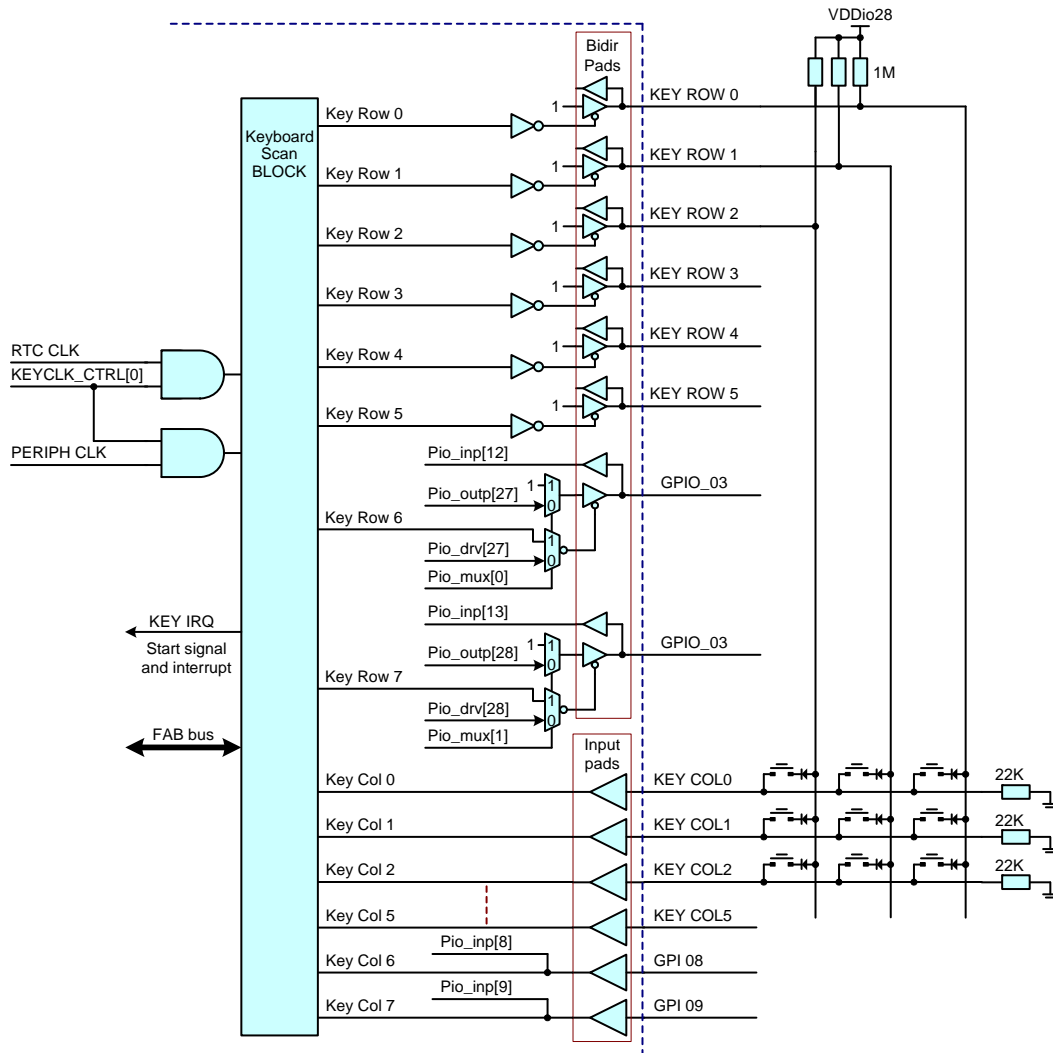 VDDio28
1M
Bidir
Pads
Keyboard
Scan
BLOCK
Key Row 0
1
KEY ROW 0
Key Row 1
1
KEY ROW 1
Key Row 2
1
KEY ROW 2
Key Row 3
1
KEY ROW 3
RTC CLK
Key Row 4
1
KEY ROW 4
KEYCLK_CTRL[0]
Key Row 5
1
KEY ROW 5
PERIPH CLK
Pio_inp[12]
1
1
Pio_outp[27]
0
GPIO_03
Key Row 6
1
Pio_drv[27]
0
Pio_mux[0]
KEY IRQ
Start signal
and interrupt
Pio_inp[13]
1
1
Pio_outp[28]
0
GPIO_03
Key Row 7
1
Pio_drv[28]
0
Pio_mux[1]
FAB bus
Input
pads
Key Col 0
KEY COL0
22K
Key Col 1
KEY COL1
22K
Key Col 2
KEY COL2
22K
Key Col 5
KEY COL5
Pio_inp[8]
Key Col 6
GPI 08
Pio_inp[9]
Key Col 7
GPI 09